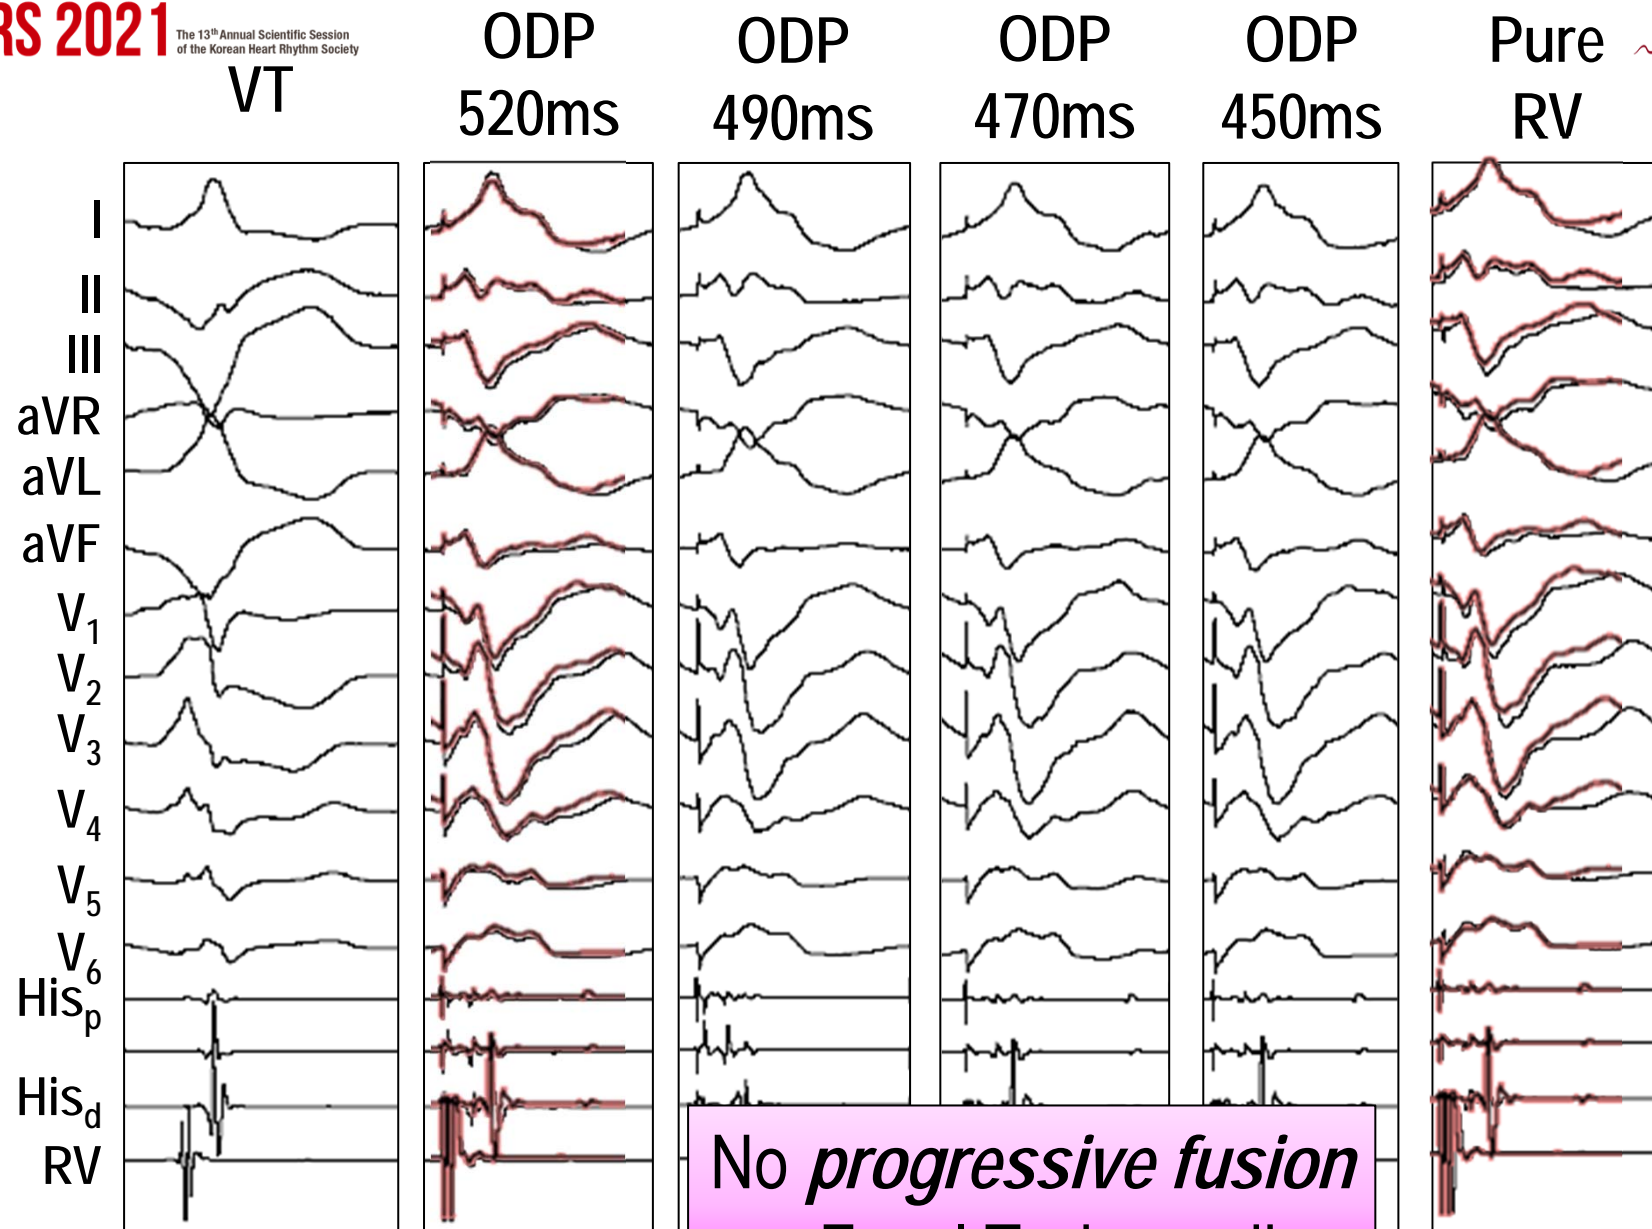 RS 2021 The 13th Annual Scientific Session
of the Korean Heart Rhythm Society
VT
ODP
520ms
ODP
490ms
ODP
470ms
ODP
450ms
Pure
RV
I
II
III
aVR
aVL
aVF
V1
V2
V3
V4
V5
V6
Hisp
Hisd
RV
No progressive fusion